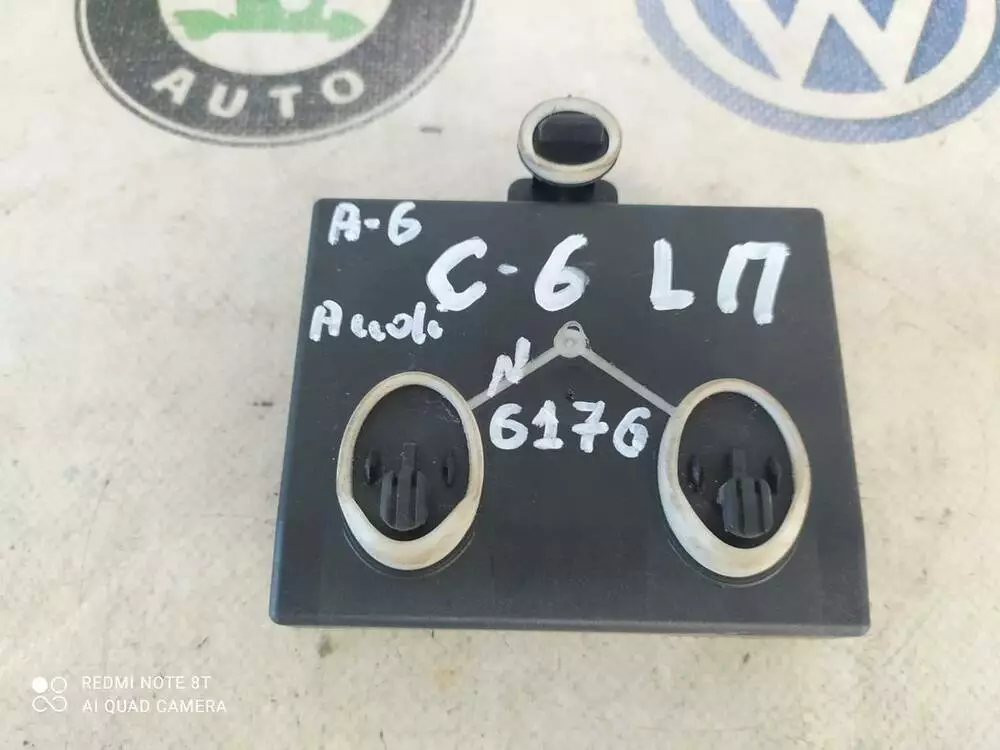 AUTO
W
A-6
C-6 LП
Audi
N
6176
REDMI NOTE 8T
AI QUAD CAMERA